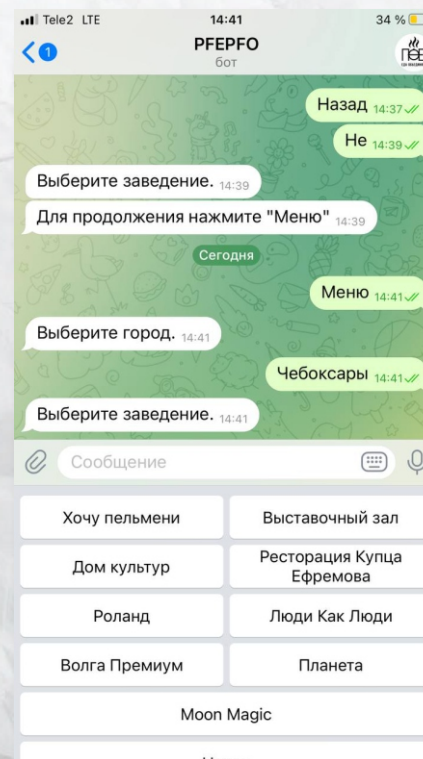 Tele2 LTE 14:41 34 %
1 PFEPFO
бот
Назад 14:37
Не 14:39
Выберите заведение. 14:39
Для продолжения нажмите "Меню" 14:39
Сегодня
Меню 14:41
Выберите город. 14:41
Чебоксары 14:41
Выберите заведение. 14:41
Сообщение
Хочу пельмени Выставочный зал
Дом культур Ресторация Купца
Ефремова
Роланд Люди Как Люди
Волга Премиум Планета
Moon Magic